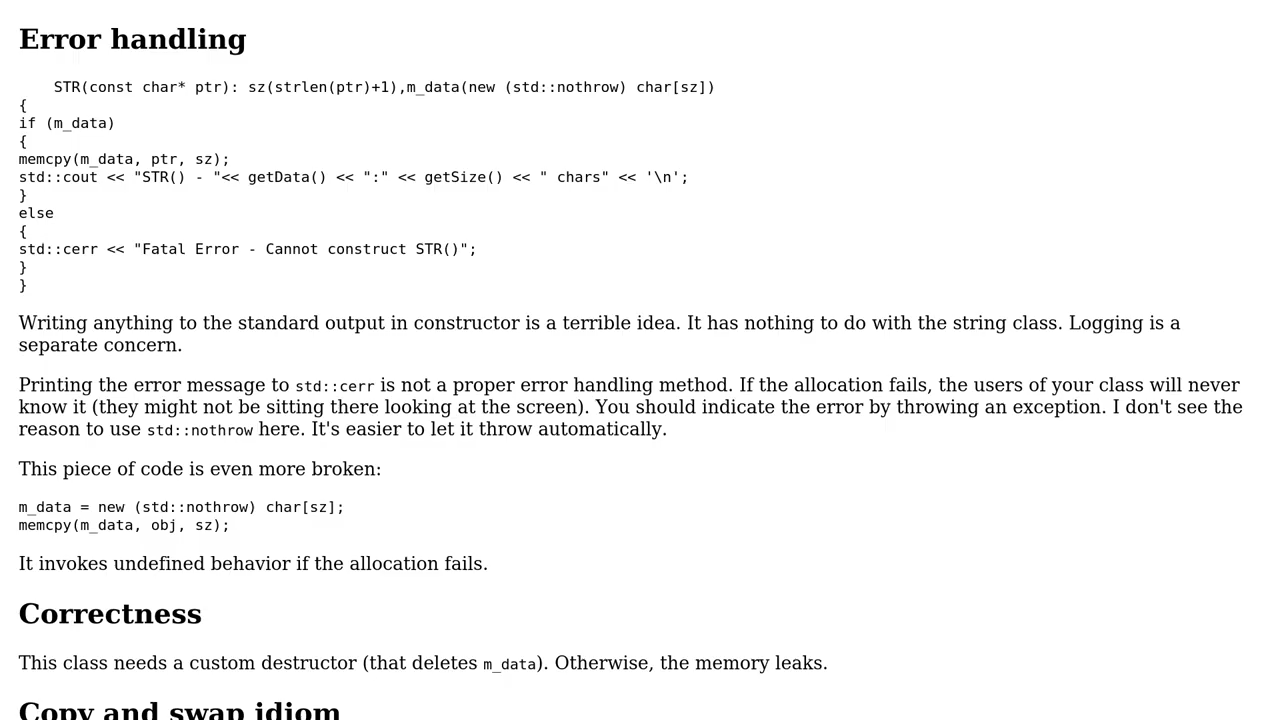 Error handling
STR(const char* ptr): sz(strlen(ptr)+1),m_data(new (std::nothrow) char[sz])
{
if (m_data)
{
memcpy(m_data, ptr, sz);
std::cout << "STR() - "<< getData() << ":" << getSize() << " chars" << '\n';
}
else
{
std::cerr << "Fatal Error - Cannot construct STR()";
}
}
Writing anything to the standard output in constructor is a terrible idea. It has nothing to do with the string class. Logging is a
separate concern.
Printing the error message to std::cerr is not a proper error handling method. If the allocation fails, the users of your class will never
know it (they might not be sitting there looking at the screen). You should indicate the error by throwing an exception. I don't see the
reason to use std::nothrow here. It's easier to let it throw automatically.
This piece of code is even more broken:
m_data = new (std::nothrow) char[sz];
memcpy(m_data, obj, sz);
It invokes undefined behavior if the allocation fails.
Correctness
This class needs a custom destructor (that deletes m_data). Otherwise, the memory leaks.
Copy and swap idiom